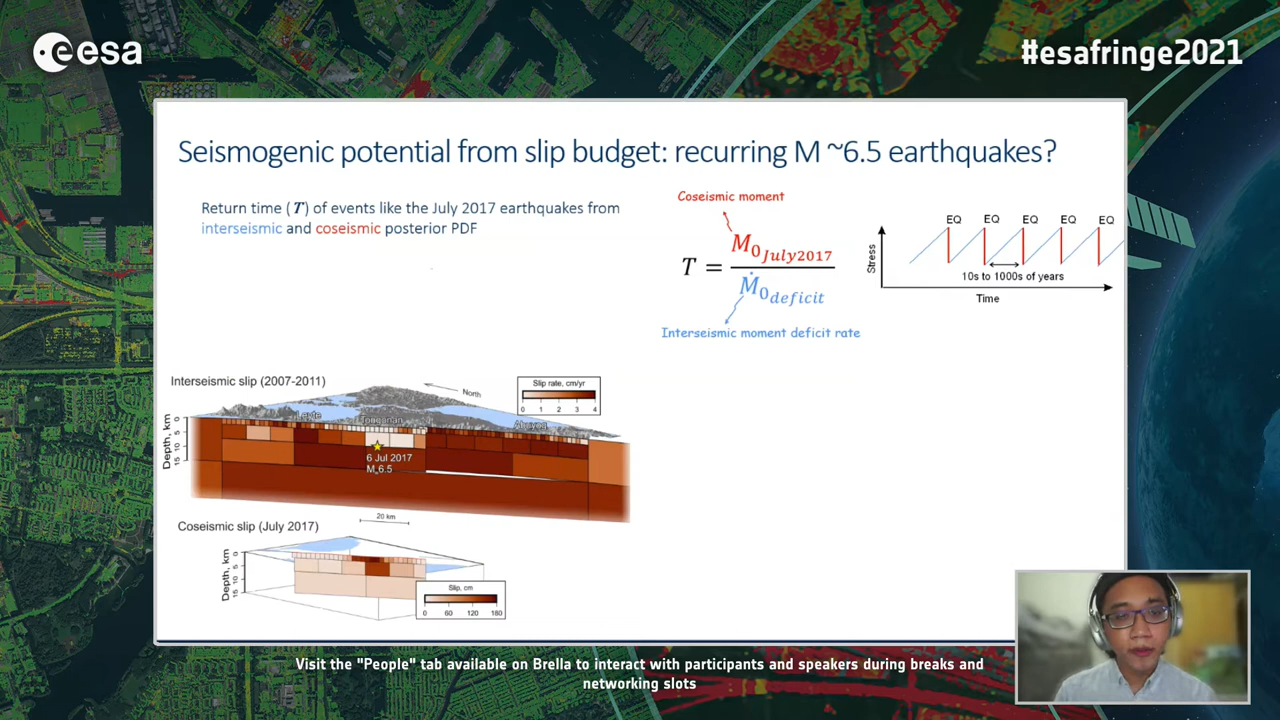 esa
#esafringe2021
Seismogenic potential from slip budget: recurring M ~6.5 earthquakes?
Return time (T) of events like the July 2017 earthquakes from
interseismic and coseismic posterior PDF
Coseismic moment
T = M0July2017 / Ṁ0deficit
Interseismic moment deficit rate
EQ EQ EQ EQ EQ
Stress
10s to 1000s of years
Time
Interseismic slip (2007-2011)
North
Slip rate, cm/yr
0 1 2 3 4
Leyte
Tongonan
Abuyog
Depth, km
0
5
10
15
6 Jul 2017
Mw6.5
20 km
Coseismic slip (July 2017)
Depth, km
0
5
10
15
Slip, cm
0 60 120 180
Visit the "People" tab available on Brella to interact with participants and speakers during breaks and
networking slots